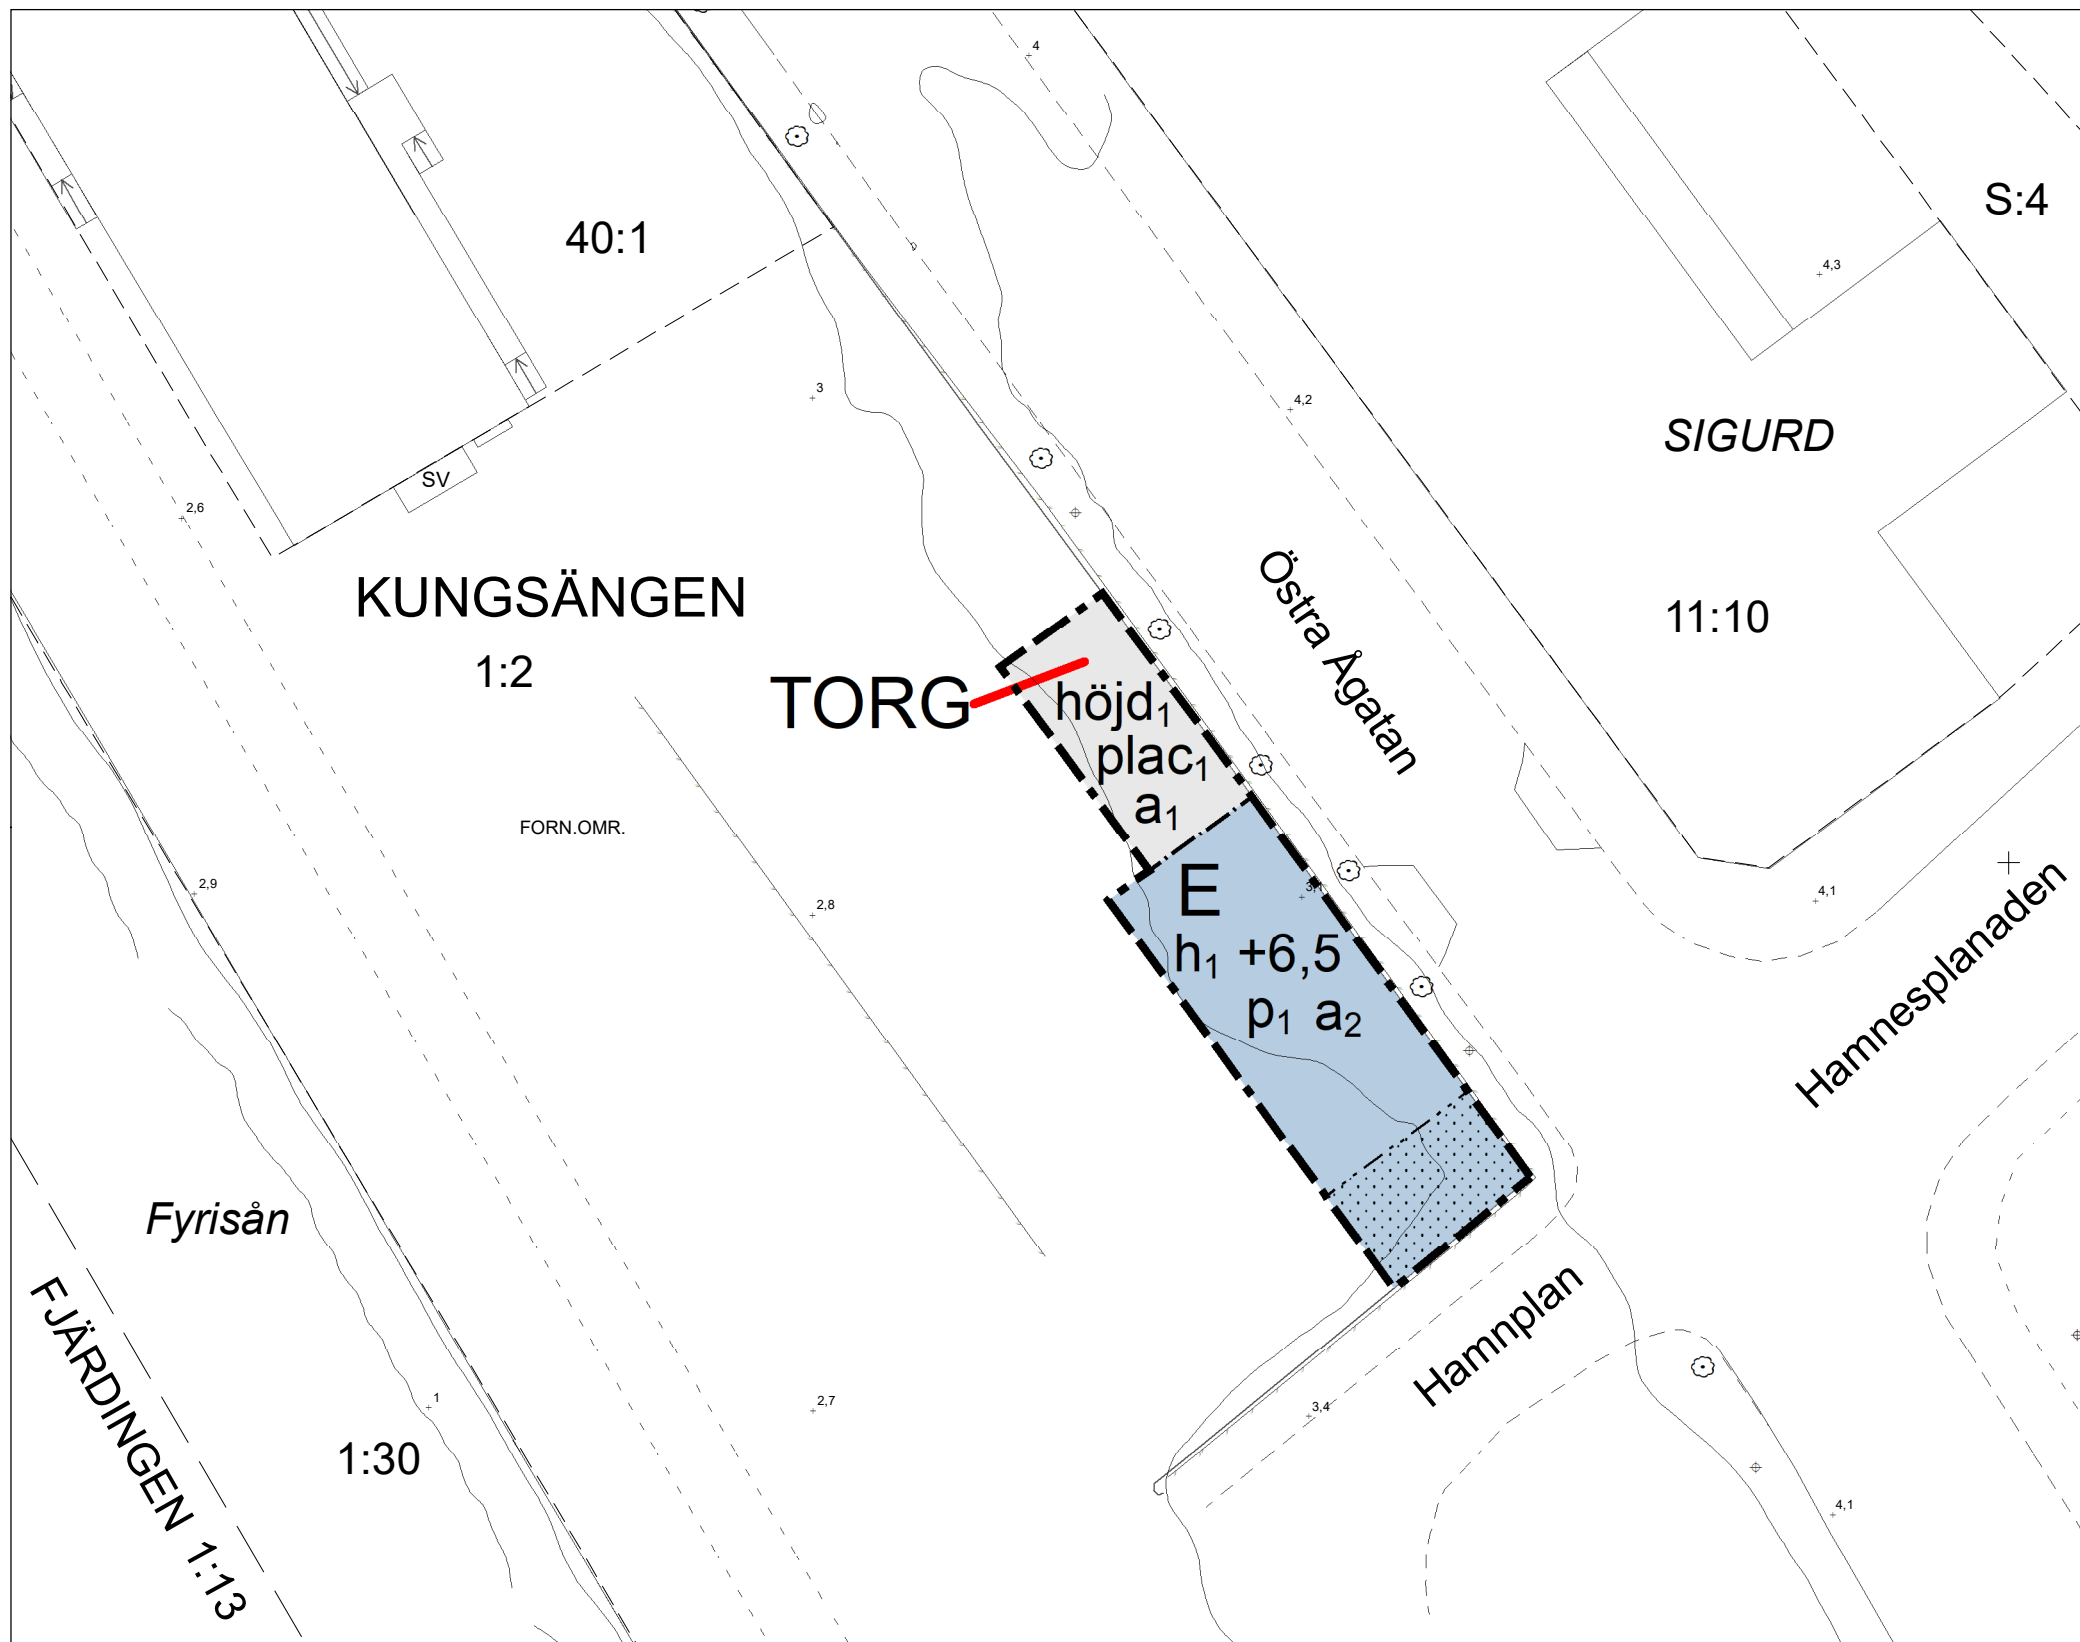 4
40:1
S:4
4,3
3
4,2
SIGURD
SV
2,6
KUNGSÄNGEN
1:2
11:10
Östra Ågatan
TORG
höjd₁
plac₁
a₁
FORN.OMR.
2,9
2,8
E
3,1
4,1
h₁ +6,5
p₁ a₂
Hamnesplanaden
Fyrisån
FJÄRDINGEN 1:13
Hamnplan
1
2,7
3,4
1:30
4,1